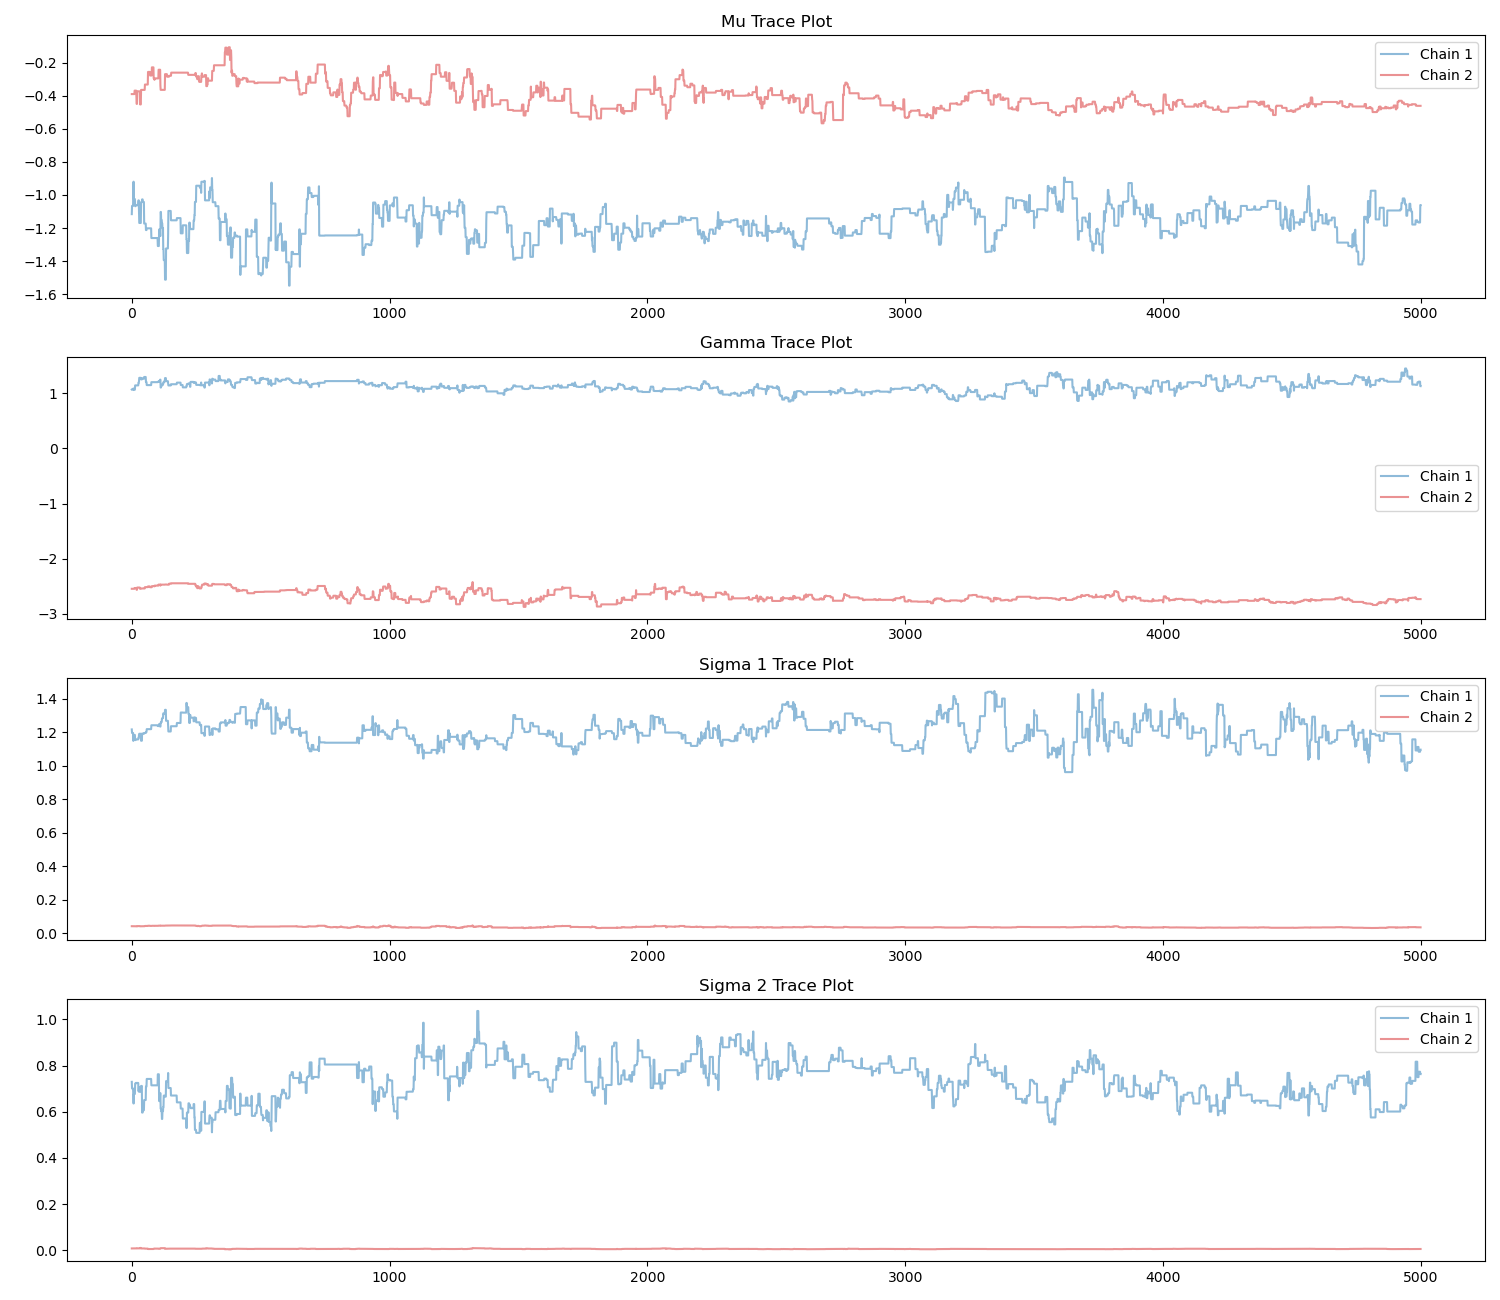 Mu Trace Plot
−0.2
−0.4
−0.6
−0.8
−1.0
−1.2
−1.4
−1.6
Chain 1
Chain 2
0 1000 2000 3000 4000 5000
Gamma Trace Plot
1
0
−1
−2
−3
Chain 1
Chain 2
0 1000 2000 3000 4000 5000
Sigma 1 Trace Plot
1.4
1.2
1.0
0.8
0.6
0.4
0.2
0.0
Chain 1
Chain 2
0 1000 2000 3000 4000 5000
Sigma 2 Trace Plot
1.0
0.8
0.6
0.4
0.2
0.0
Chain 1
Chain 2
0 1000 2000 3000 4000 5000